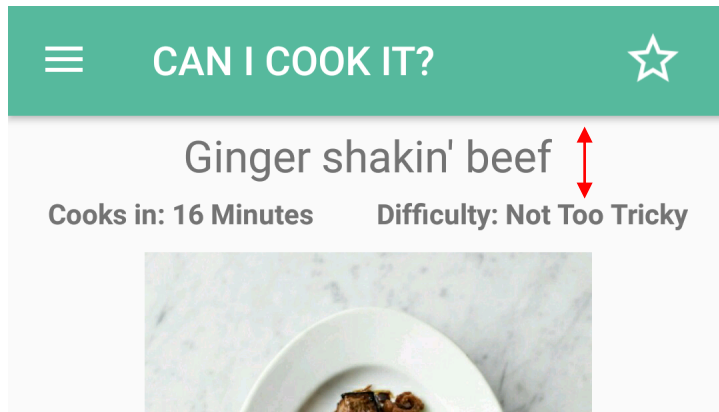 CAN I COOK IT?
Ginger shakin' beef
Cooks in: 16 Minutes Difficulty: Not Too Tricky